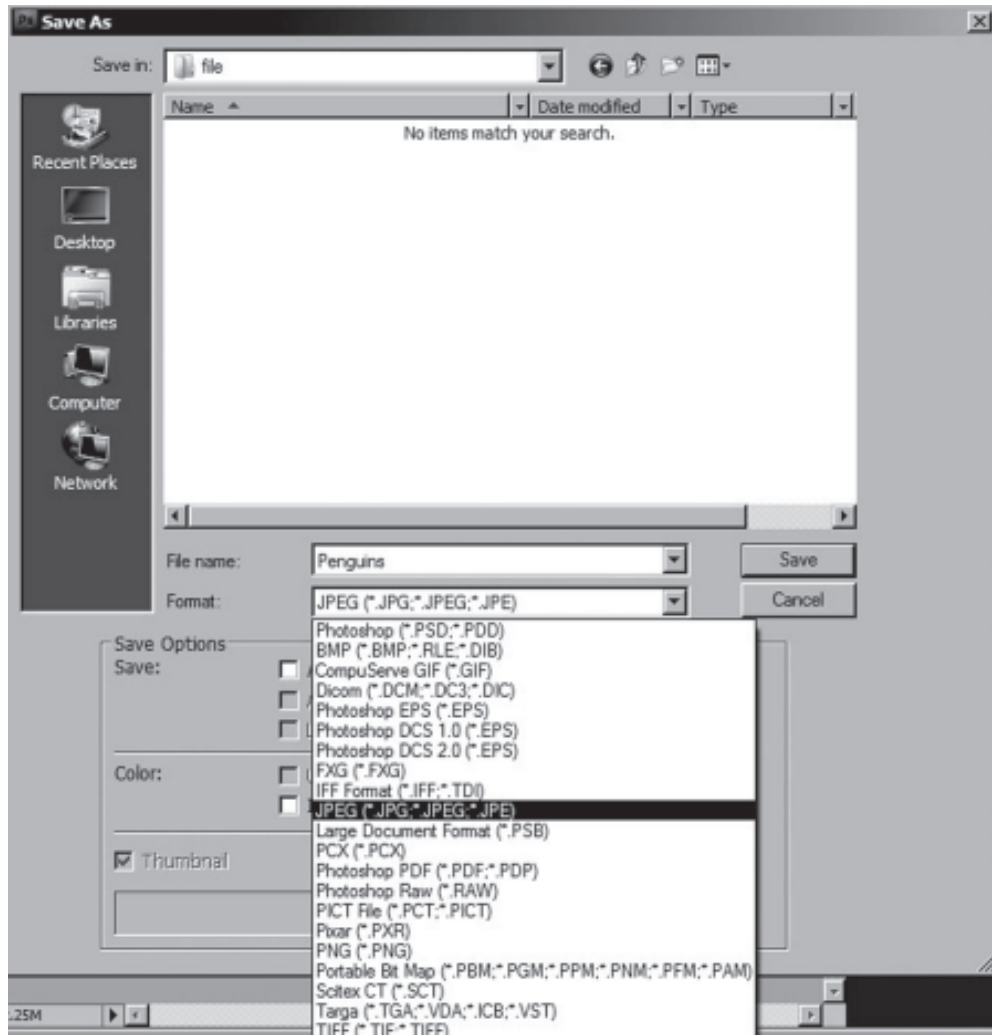 Ps Save As
Save in: file
Name Date modified Type
No items match your search.
Recent Places
Desktop
Libraries
Computer
Network
File name: Penguins Save
Format: JPEG (*.JPG;*.JPEG;*.JPE) Cancel
Save Options
Save:
Color:
Thumbnail
Photoshop (*.PSD;*.PDD)
BMP (*.BMP;*.RLE;*.DIB)
CompuServe GIF (*.GIF)
Dicom (*.DCM;*.DC3;*.DIC)
Photoshop EPS (*.EPS)
Photoshop DCS 1.0 (*.EPS)
Photoshop DCS 2.0 (*.EPS)
FXG (*.FXG)
IFF Format (*.IFF;*.TDI)
JPEG (*.JPG;*.JPEG;*.JPE)
Large Document Format (*.PSB)
PCX (*.PCX)
Photoshop PDF (*.PDF;*.PDP)
Photoshop Raw (*.RAW)
PICT File (*.PCT;*.PICT)
Pixar (*.PXR)
PNG (*.PNG)
Portable Bit Map (*.PBM;*.PGM;*.PPM;*.PNM;*.PFM;*.PAM)
Scitex CT (*.SCT)
Targa (*.TGA;*.VDA;*.ICB;*.VST)
TIFF (*.TIF;*.TIFF)
.25M